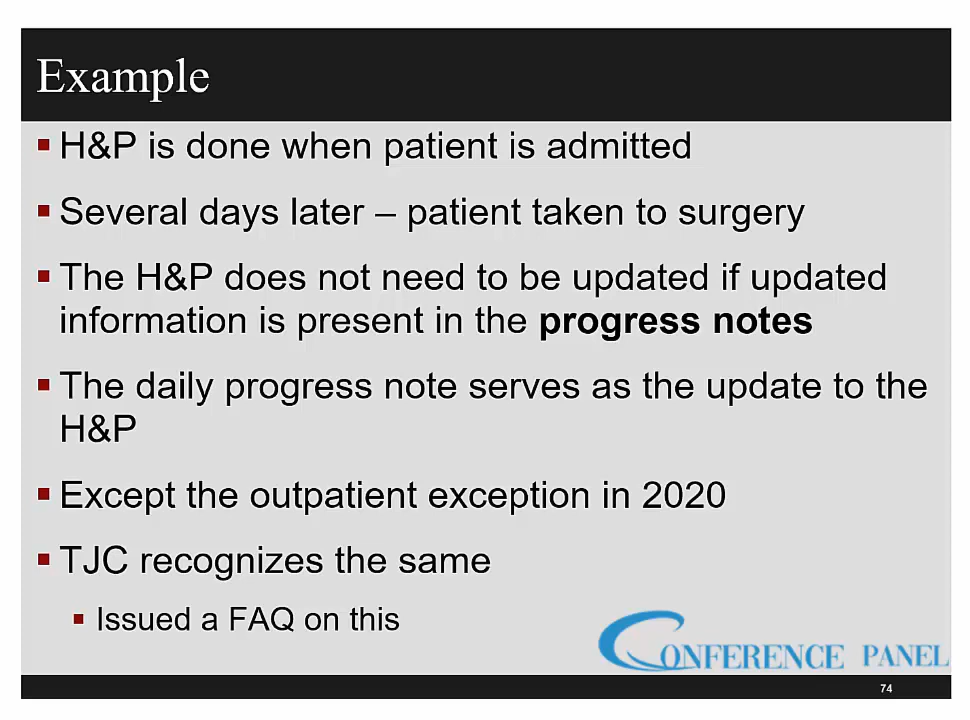 Example
H&P is done when patient is admitted
Several days later – patient taken to surgery
The H&P does not need to be updated if updated
information is present in the progress notes
The daily progress note serves as the update to the
H&P
Except the outpatient exception in 2020
TJC recognizes the same
Issued a FAQ on this
CONFERENCE PANEL
74